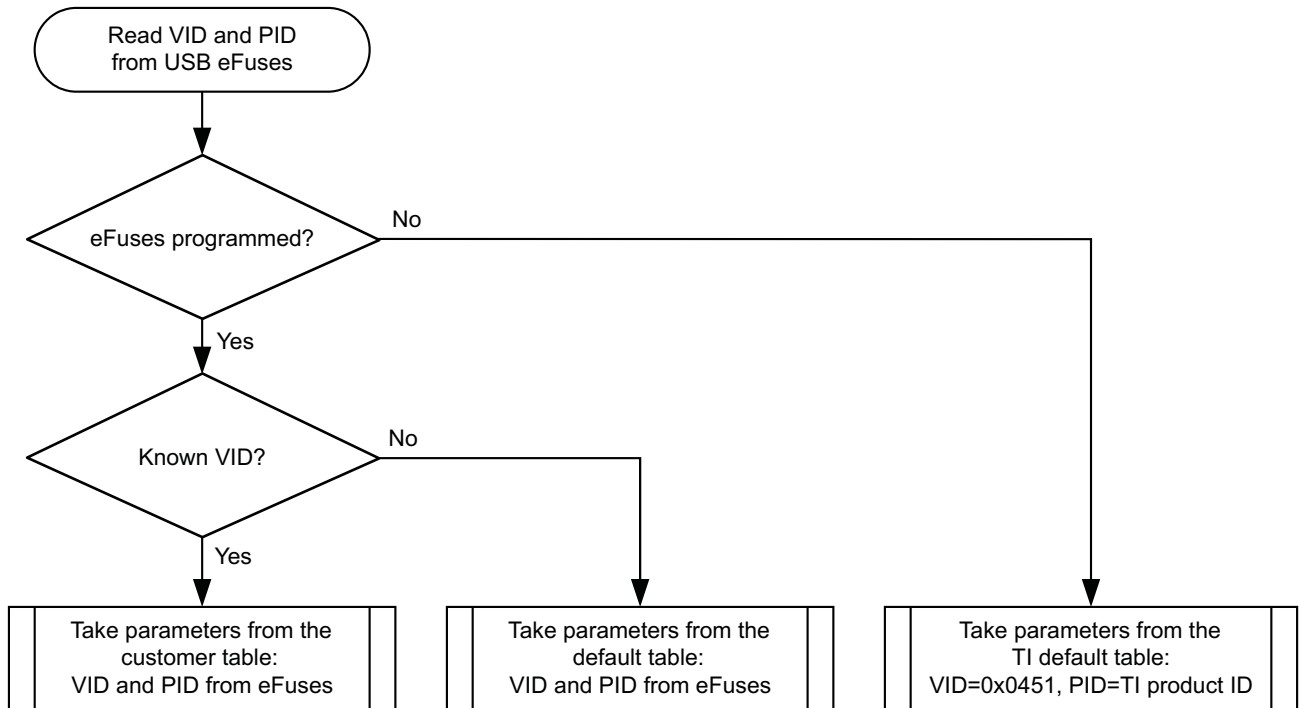 Read VID and PID
from USB eFuses
eFuses programmed?
No
Yes
Known VID?
No
Yes
Take parameters from the
customer table:
VID and PID from eFuses
Take parameters from the
default table:
VID and PID from eFuses
Take parameters from the
TI default table:
VID=0x0451, PID=TI product ID